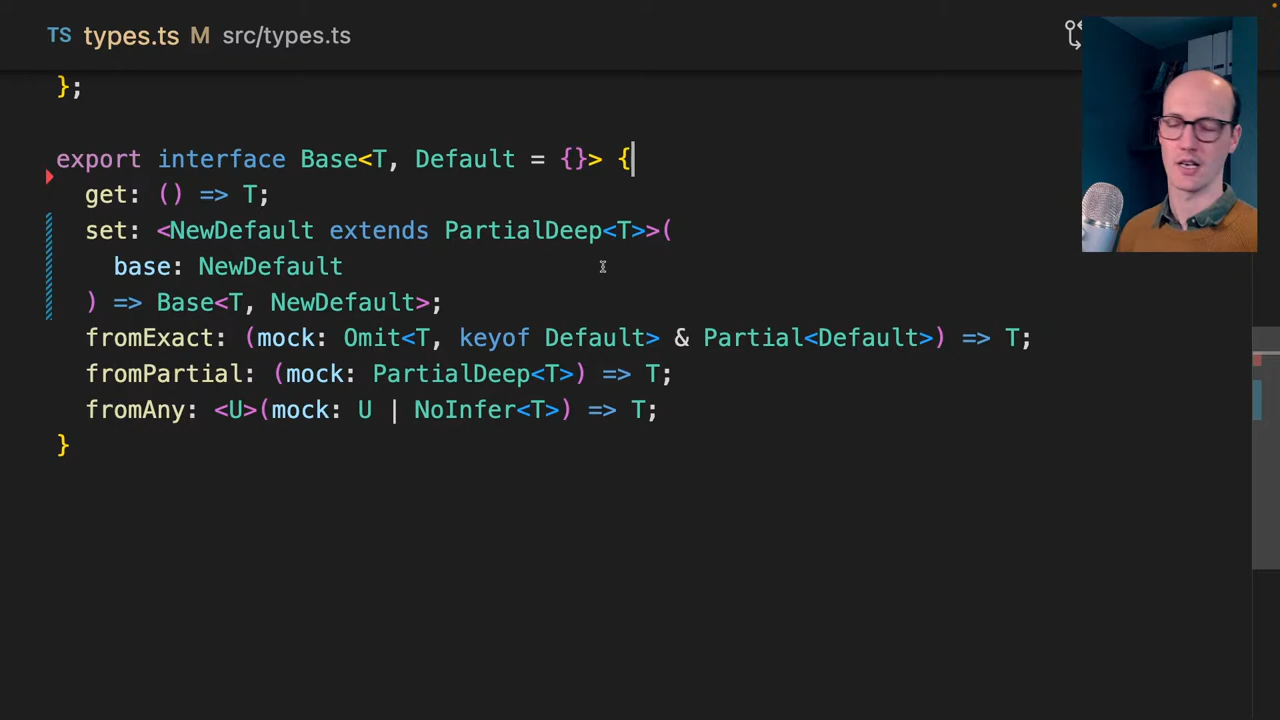 TS types.ts M src/types.ts
};
export interface Base<T, Default = {}> {
get: () => T;
set: <NewDefault extends PartialDeep<T>>(
base: NewDefault
) => Base<T, NewDefault>;
fromExact: (mock: Omit<T, keyof Default> & Partial<Default>) => T;
fromPartial: (mock: PartialDeep<T>) => T;
fromAny: <U>(mock: U | NoInfer<T>) => T;
}